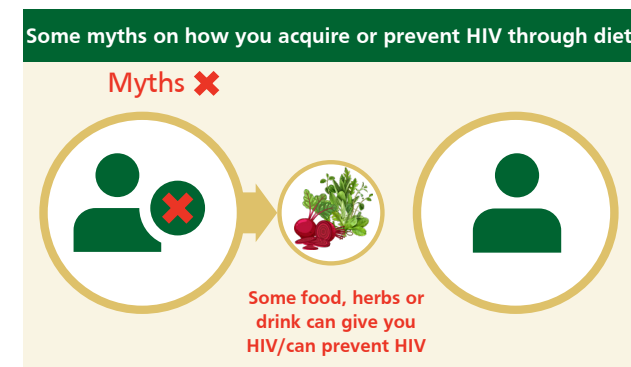 Some myths on how you acquire or prevent HIV through diet
Myths
Some food, herbs or
drink can give you
HIV/can prevent HIV